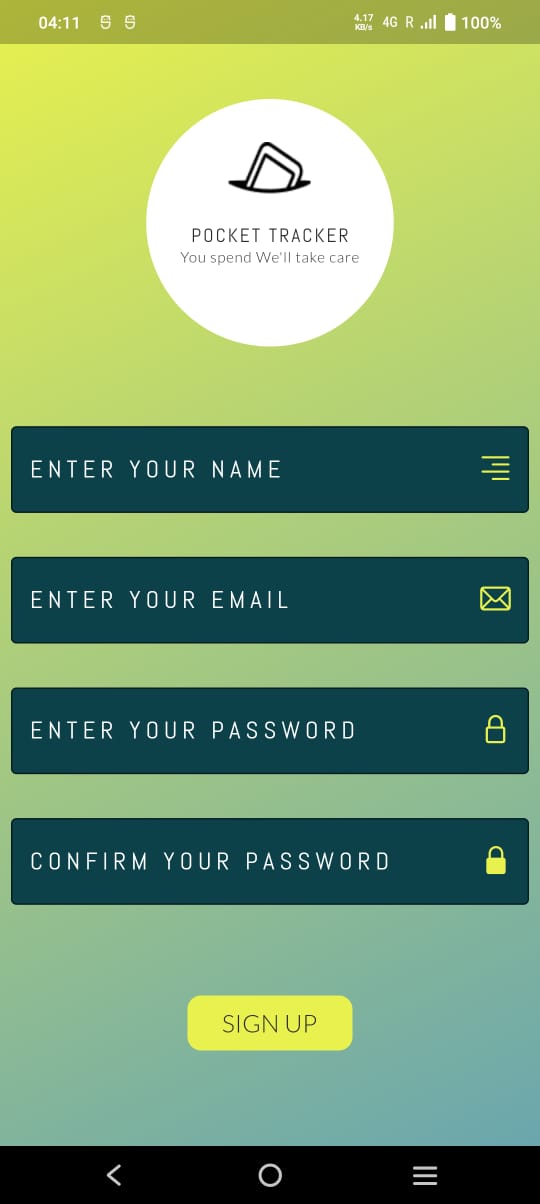 04:11
4.17 KB/s 4G R 100%
POCKET TRACKER
You spend We'll take care
ENTER YOUR NAME
ENTER YOUR EMAIL
ENTER YOUR PASSWORD
CONFIRM YOUR PASSWORD
SIGN UP